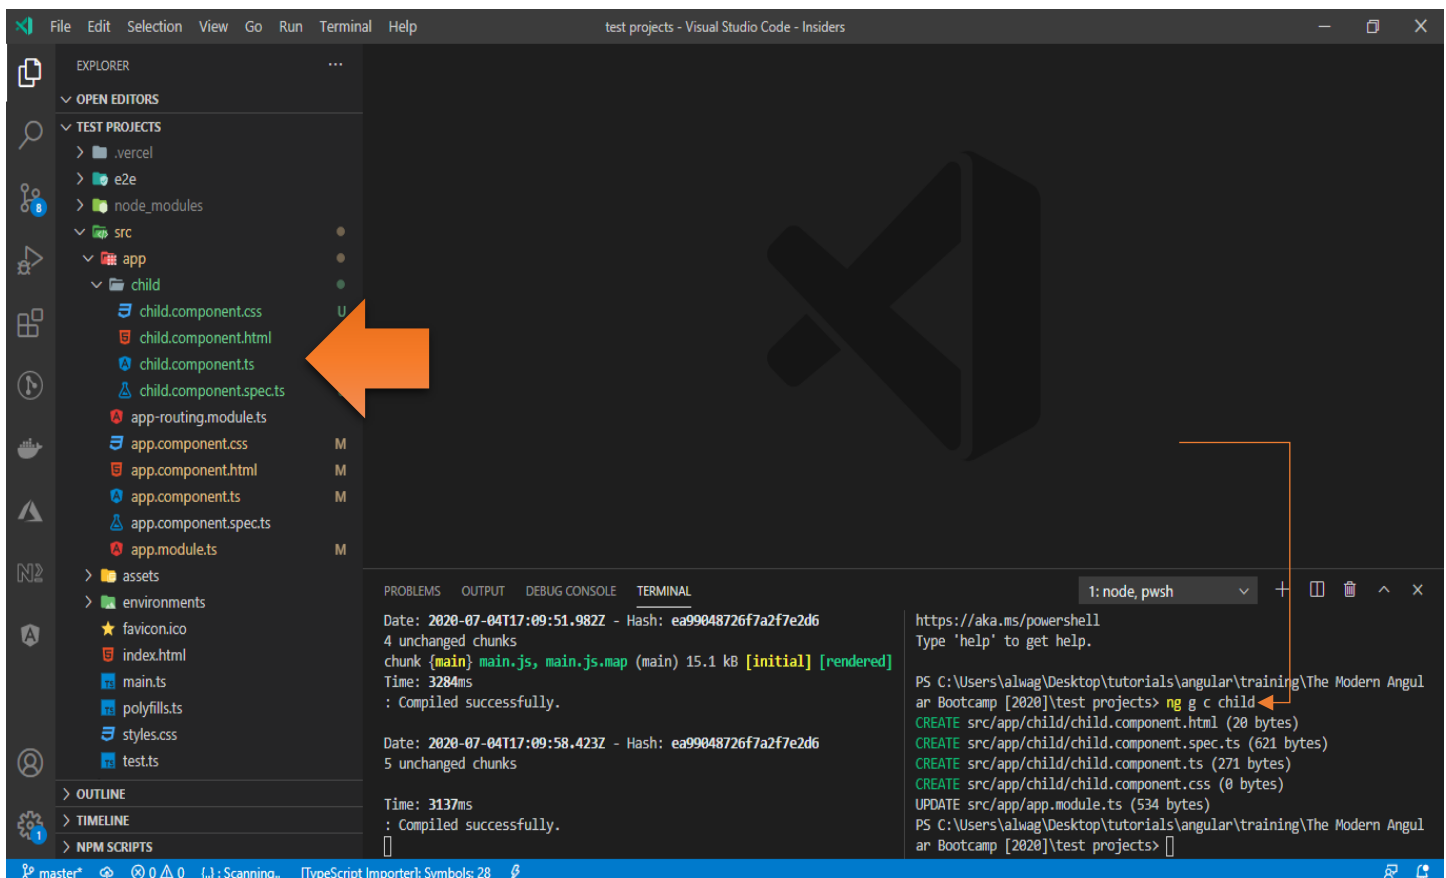 File Edit Selection View Go Run Terminal Help
test projects - Visual Studio Code - Insiders
EXPLORER
OPEN EDITORS
TEST PROJECTS
.vercel
e2e
node_modules
src
app
child
child.component.css U
child.component.html
child.component.ts
child.component.spec.ts
app-routing.module.ts
app.component.css M
app.component.html M
app.component.ts M
app.component.spec.ts
app.module.ts M
assets
environments
favicon.ico
index.html
main.ts
polyfills.ts
styles.css
test.ts
OUTLINE
TIMELINE
NPM SCRIPTS
8
1
PROBLEMS OUTPUT DEBUG CONSOLE TERMINAL
1: node, pwsh
Date: 2020-07-04T17:09:51.982Z - Hash: ea99048726f7a2f7e2d6
4 unchanged chunks
chunk {main} main.js, main.js.map (main) 15.1 kB [initial] [rendered]
Time: 3284ms
: Compiled successfully.
Date: 2020-07-04T17:09:58.423Z - Hash: ea99048726f7a2f7e2d6
5 unchanged chunks
Time: 3137ms
: Compiled successfully.
https://aka.ms/powershell
Type 'help' to get help.
PS C:\Users\alwag\Desktop\tutorials\angular\training\The Modern Angul
ar Bootcamp [2020]\test projects> ng g c child
CREATE src/app/child/child.component.html (20 bytes)
CREATE src/app/child/child.component.spec.ts (621 bytes)
CREATE src/app/child/child.component.ts (271 bytes)
CREATE src/app/child/child.component.css (0 bytes)
UPDATE src/app/app.module.ts (534 bytes)
PS C:\Users\alwag\Desktop\tutorials\angular\training\The Modern Angul
ar Bootcamp [2020]\test projects>
master* 0 0 {..} : Scanning.. [TypeScript Importer]: Symbols: 28